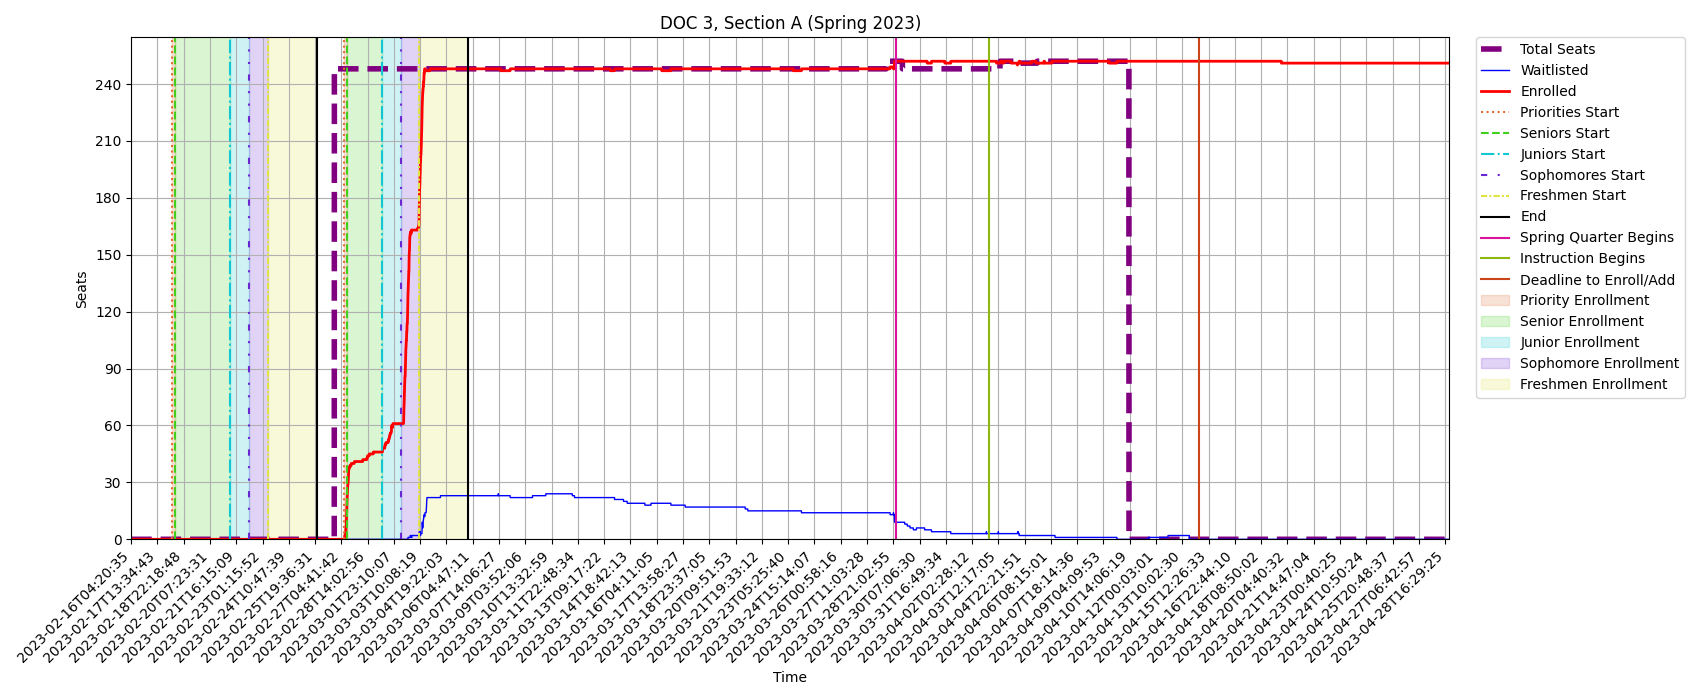 DOC 3, Section A (Spring 2023)
Seats
240
210
180
150
120
90
60
30
0
2023-02-16T04:20:35
2023-02-17T13:34:43
2023-02-18T22:18:48
2023-02-20T07:23:31
2023-02-21T16:15:09
2023-02-23T01:15:52
2023-02-24T10:47:39
2023-02-25T19:36:31
2023-02-27T04:41:42
2023-02-28T14:02:56
2023-03-01T23:10:07
2023-03-03T10:08:19
2023-03-04T19:22:03
2023-03-06T04:47:11
2023-03-07T14:06:27
2023-03-09T03:52:06
2023-03-10T13:32:59
2023-03-11T22:48:34
2023-03-13T09:17:22
2023-03-14T18:42:13
2023-03-16T04:11:05
2023-03-17T13:58:27
2023-03-18T23:37:05
2023-03-20T09:51:53
2023-03-21T19:33:12
2023-03-23T05:25:40
2023-03-24T15:14:07
2023-03-26T00:58:16
2023-03-27T11:03:28
2023-03-28T21:02:55
2023-03-30T07:06:30
2023-03-31T16:49:34
2023-04-02T02:28:12
2023-04-03T12:17:05
2023-04-04T22:21:51
2023-04-06T08:15:01
2023-04-07T18:14:36
2023-04-09T04:09:53
2023-04-10T14:06:19
2023-04-12T00:03:01
2023-04-13T10:02:30
2023-04-15T12:26:33
2023-04-16T22:44:10
2023-04-18T08:50:02
2023-04-20T04:40:32
2023-04-21T14:47:04
2023-04-23T00:40:25
2023-04-24T10:50:24
2023-04-25T20:48:37
2023-04-27T06:42:57
2023-04-28T16:29:25
Time
Total Seats
Waitlisted
Enrolled
Priorities Start
Seniors Start
Juniors Start
Sophomores Start
Freshmen Start
End
Spring Quarter Begins
Instruction Begins
Deadline to Enroll/Add
Priority Enrollment
Senior Enrollment
Junior Enrollment
Sophomore Enrollment
Freshmen Enrollment